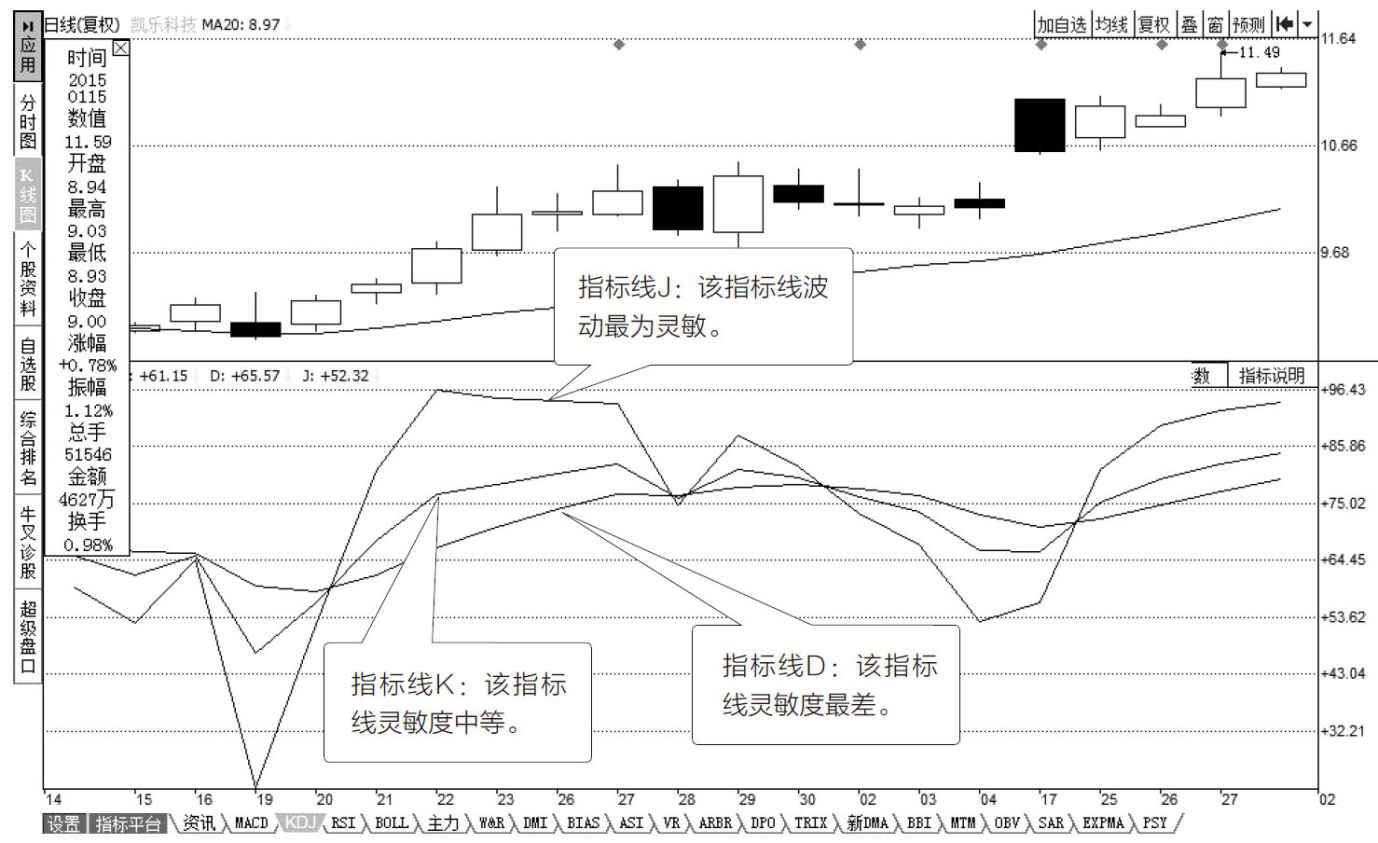 日线(复权) 凯乐科技 MA20: 8.97
加自选 均线 复权 叠 窗 预测
应用
分时图
K线图
个股资料
自选股
综合排名
牛叉诊股
超级盘口
时间
2015
0115
数值
11.59
开盘
8.94
最高
9.03
最低
8.93
收盘
9.00
涨幅
+0.78%
振幅
1.12%
总手
51546
金额
4627万
换手
0.98%
11.64
11.49
10.66
9.68
指标线J：该指标线波
动最为灵敏。
: +61.15 D: +65.57 J: +52.32
数 指标说明
+96.43
+85.86
+75.02
+64.45
+53.62
+43.04
+32.21
指标线K：该指标
线灵敏度中等。
指标线D：该指标
线灵敏度最差。
14 15 16 19 20 21 22 23 26 27 28 29 30 02 03 04 17 25 26 27 02
设置 指标平台 资讯 MACD KDJ RSI BOLL 主力 W&R DMI BIAS ASI VR ARBR DPO TRIX 新DMA BBI MTM OBV SAR EXPMA PSY